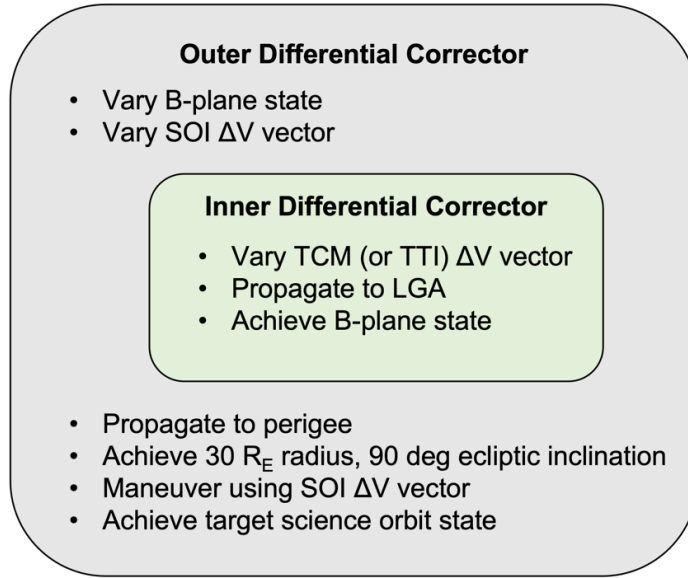 Outer Differential Corrector
• Vary B-plane state
• Vary SOI ΔV vector
Inner Differential Corrector
• Vary TCM (or TTI) ΔV vector
• Propagate to LGA
• Achieve B-plane state
• Propagate to perigee
• Achieve 30 R_E radius, 90 deg ecliptic inclination
• Maneuver using SOI ΔV vector
• Achieve target science orbit state